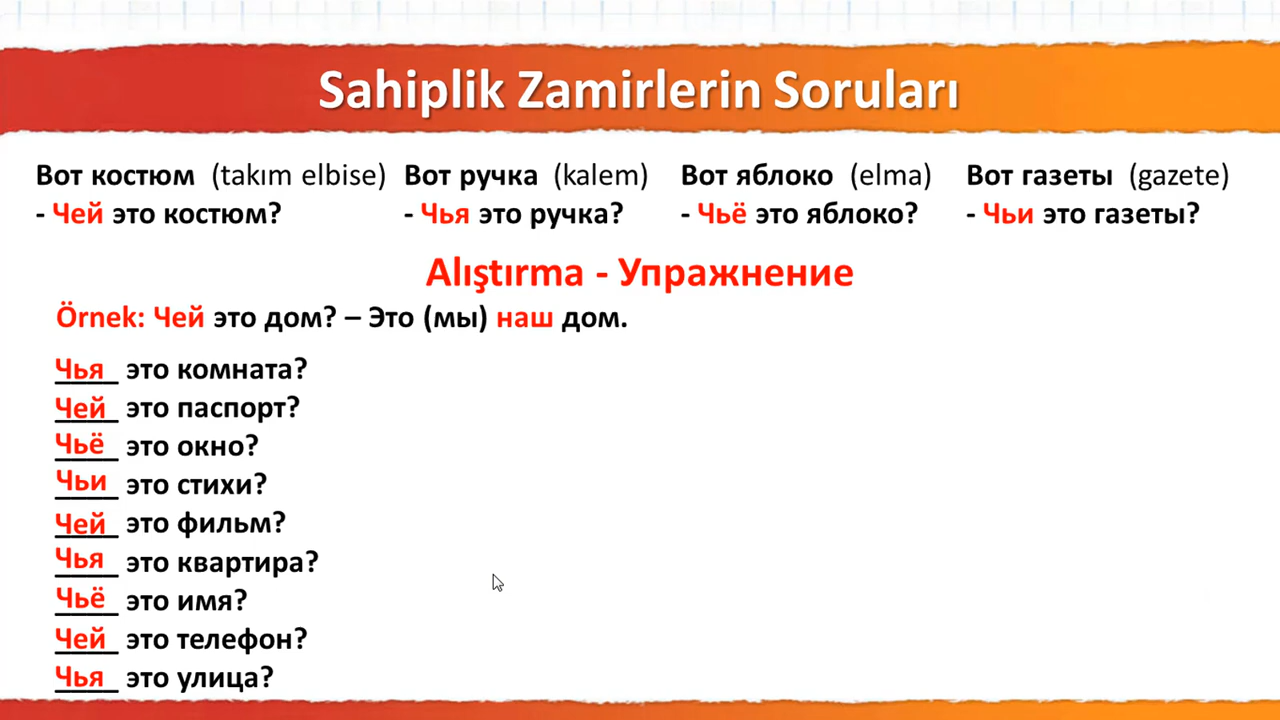 Sahiplik Zamirlerin Soruları
Вот костюм (takım elbise) Вот ручка (kalem) Вот яблоко (elma) Вот газеты (gazete)
- Чей это костюм? - Чья это ручка? - Чьё это яблоко? - Чьи это газеты?
Alıştırma - Упражнение
Örnek: Чей это дом? – Это (мы) наш дом.
Чья это комната?
Чей это паспорт?
Чьё это окно?
Чьи это стихи?
Чей это фильм?
Чья это квартира?
Чьё это имя?
Чей это телефон?
Чья это улица?